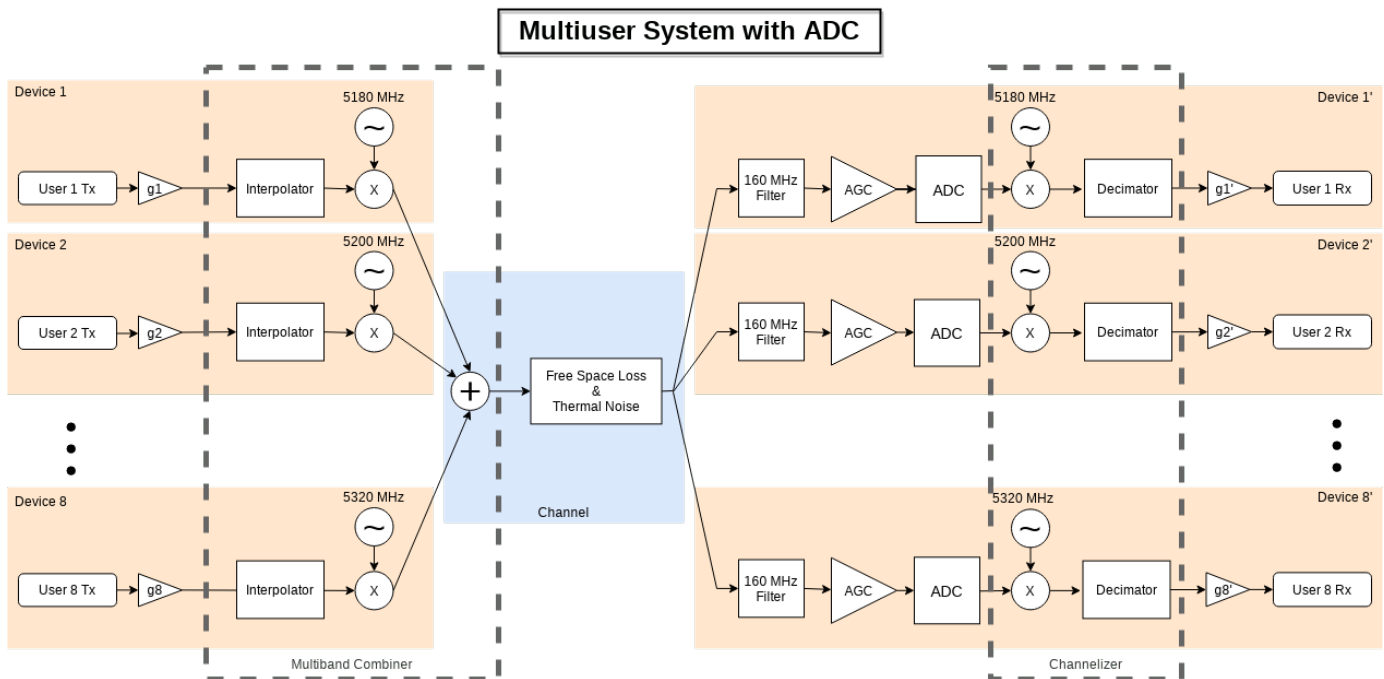 Multiuser System with ADC
Device 1
5180 MHz
User 1 Tx
g1
Interpolator
X
Device 2
5200 MHz
User 2 Tx
g2
Interpolator
X
Device 8
5320 MHz
User 8 Tx
g8
Interpolator
X
Multiband Combiner
+
Free Space Loss
&
Thermal Noise
Channel
Device 1'
5180 MHz
160 MHz
Filter
AGC
ADC
X
Decimator
g1'
User 1 Rx
Device 2'
5200 MHz
160 MHz
Filter
AGC
ADC
X
Decimator
g2'
User 2 Rx
Device 8'
5320 MHz
160 MHz
Filter
AGC
ADC
X
Decimator
g8'
User 8 Rx
Channelizer